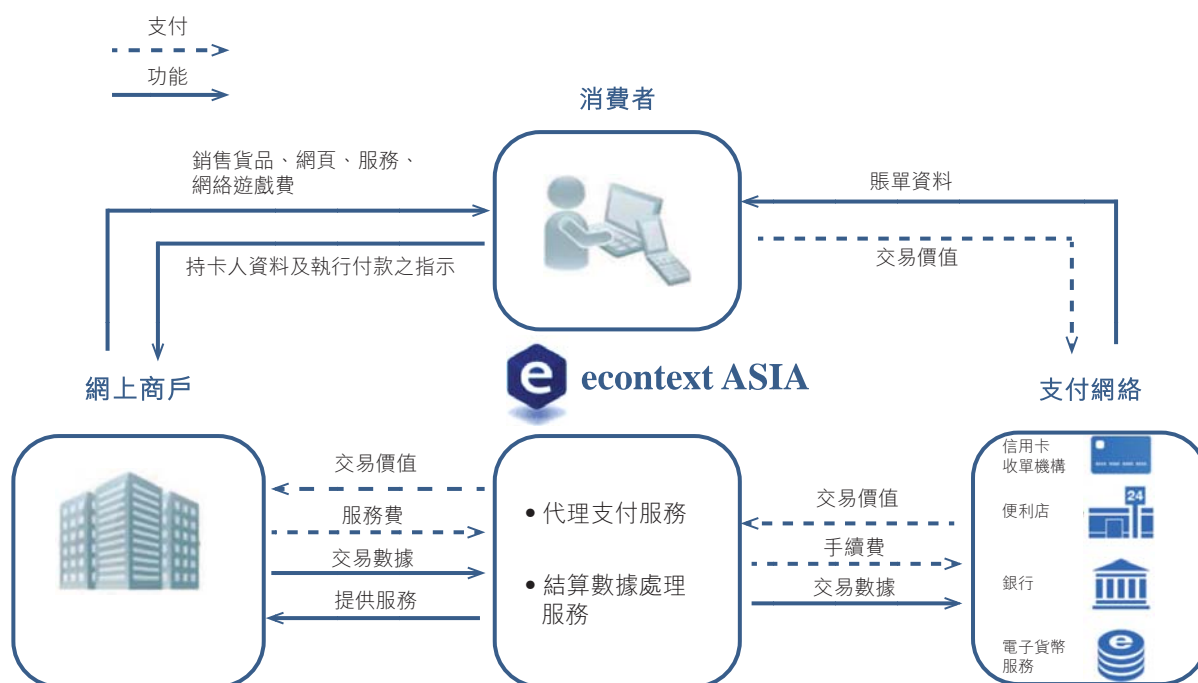 支付
功能
消費者
銷售貨品、網頁、服務、
網絡遊戲費
賬單資料
交易價值
持卡人資料及執行付款之指示
e econtext ASIA
網上商戶
支付網絡
交易價值
服務費
交易數據
提供服務
• 代理支付服務
• 結算數據處理
服務
交易價值
手續費
交易數據
信用卡
收單機構
24
便利店
銀行
電子貨幣
服務
e